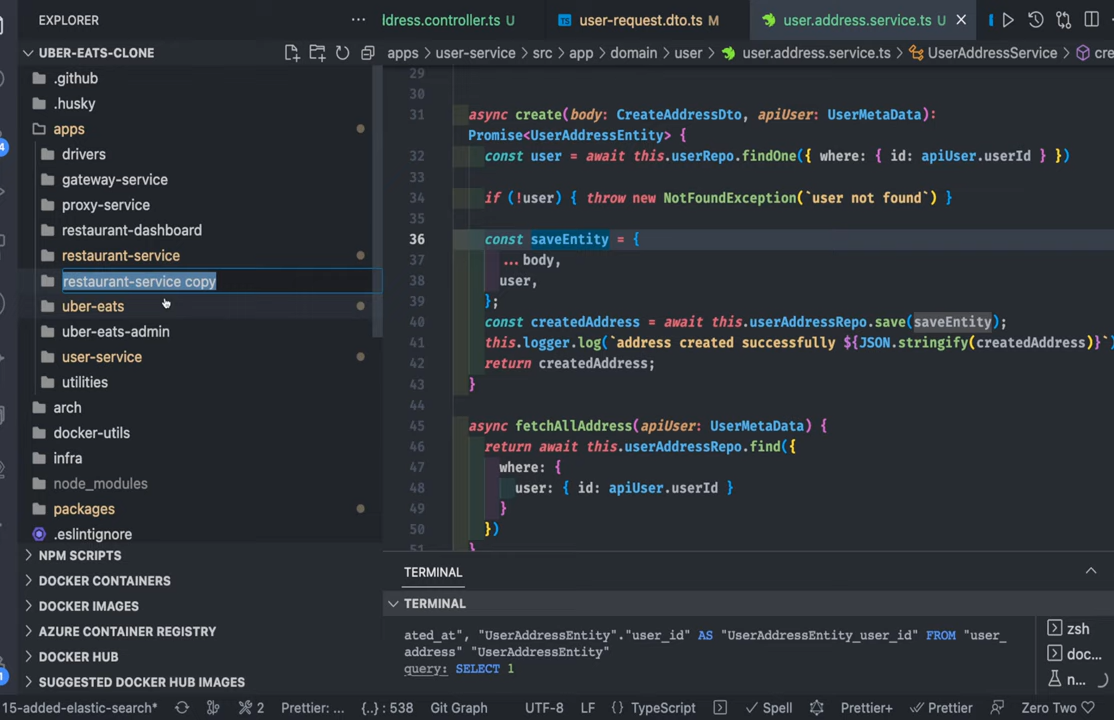 EXPLORER
UBER-EATS-CLONE
.github
.husky
apps
drivers
gateway-service
proxy-service
restaurant-dashboard
restaurant-service
restaurant-service copy
uber-eats
uber-eats-admin
user-service
utilities
arch
docker-utils
infra
node_modules
packages
.eslintignore
NPM SCRIPTS
DOCKER CONTAINERS
DOCKER IMAGES
AZURE CONTAINER REGISTRY
DOCKER HUB
SUGGESTED DOCKER HUB IMAGES
ldress.controller.ts U
TS user-request.dto.ts M
user.address.service.ts U
apps > user-service > src > app > domain > user > user.address.service.ts > UserAddressService > cre
29
30
31 async create(body: CreateAddressDto, apiUser: UserMetaData):
Promise<UserAddressEntity> {
32 const user = await this.userRepo.findOne({ where: { id: apiUser.userId } })
33
34 if (!user) { throw new NotFoundException(`user not found`) }
35
36 const saveEntity = {
37 ...body,
38 user,
39 };
40 const createdAddress = await this.userAddressRepo.save(saveEntity);
41 this.logger.log(`address created successfully ${JSON.stringify(createdAddress)}`)
42 return createdAddress;
43 }
44
45 async fetchAllAddress(apiUser: UserMetaData) {
46 return await this.userAddressRepo.find({
47 where: {
48 user: { id: apiUser.userId }
49 }
50 })
51 }
TERMINAL
TERMINAL
ated_at", "UserAddressEntity"."user_id" AS "UserAddressEntity_user_id" FROM "user_
address" "UserAddressEntity"
query: SELECT 1
zsh
doc...
n...
15-added-elastic-search* 2 Prettier: ... {..} : 538 Git Graph UTF-8 LF {} TypeScript Spell Prettier+ Prettier Zero Two